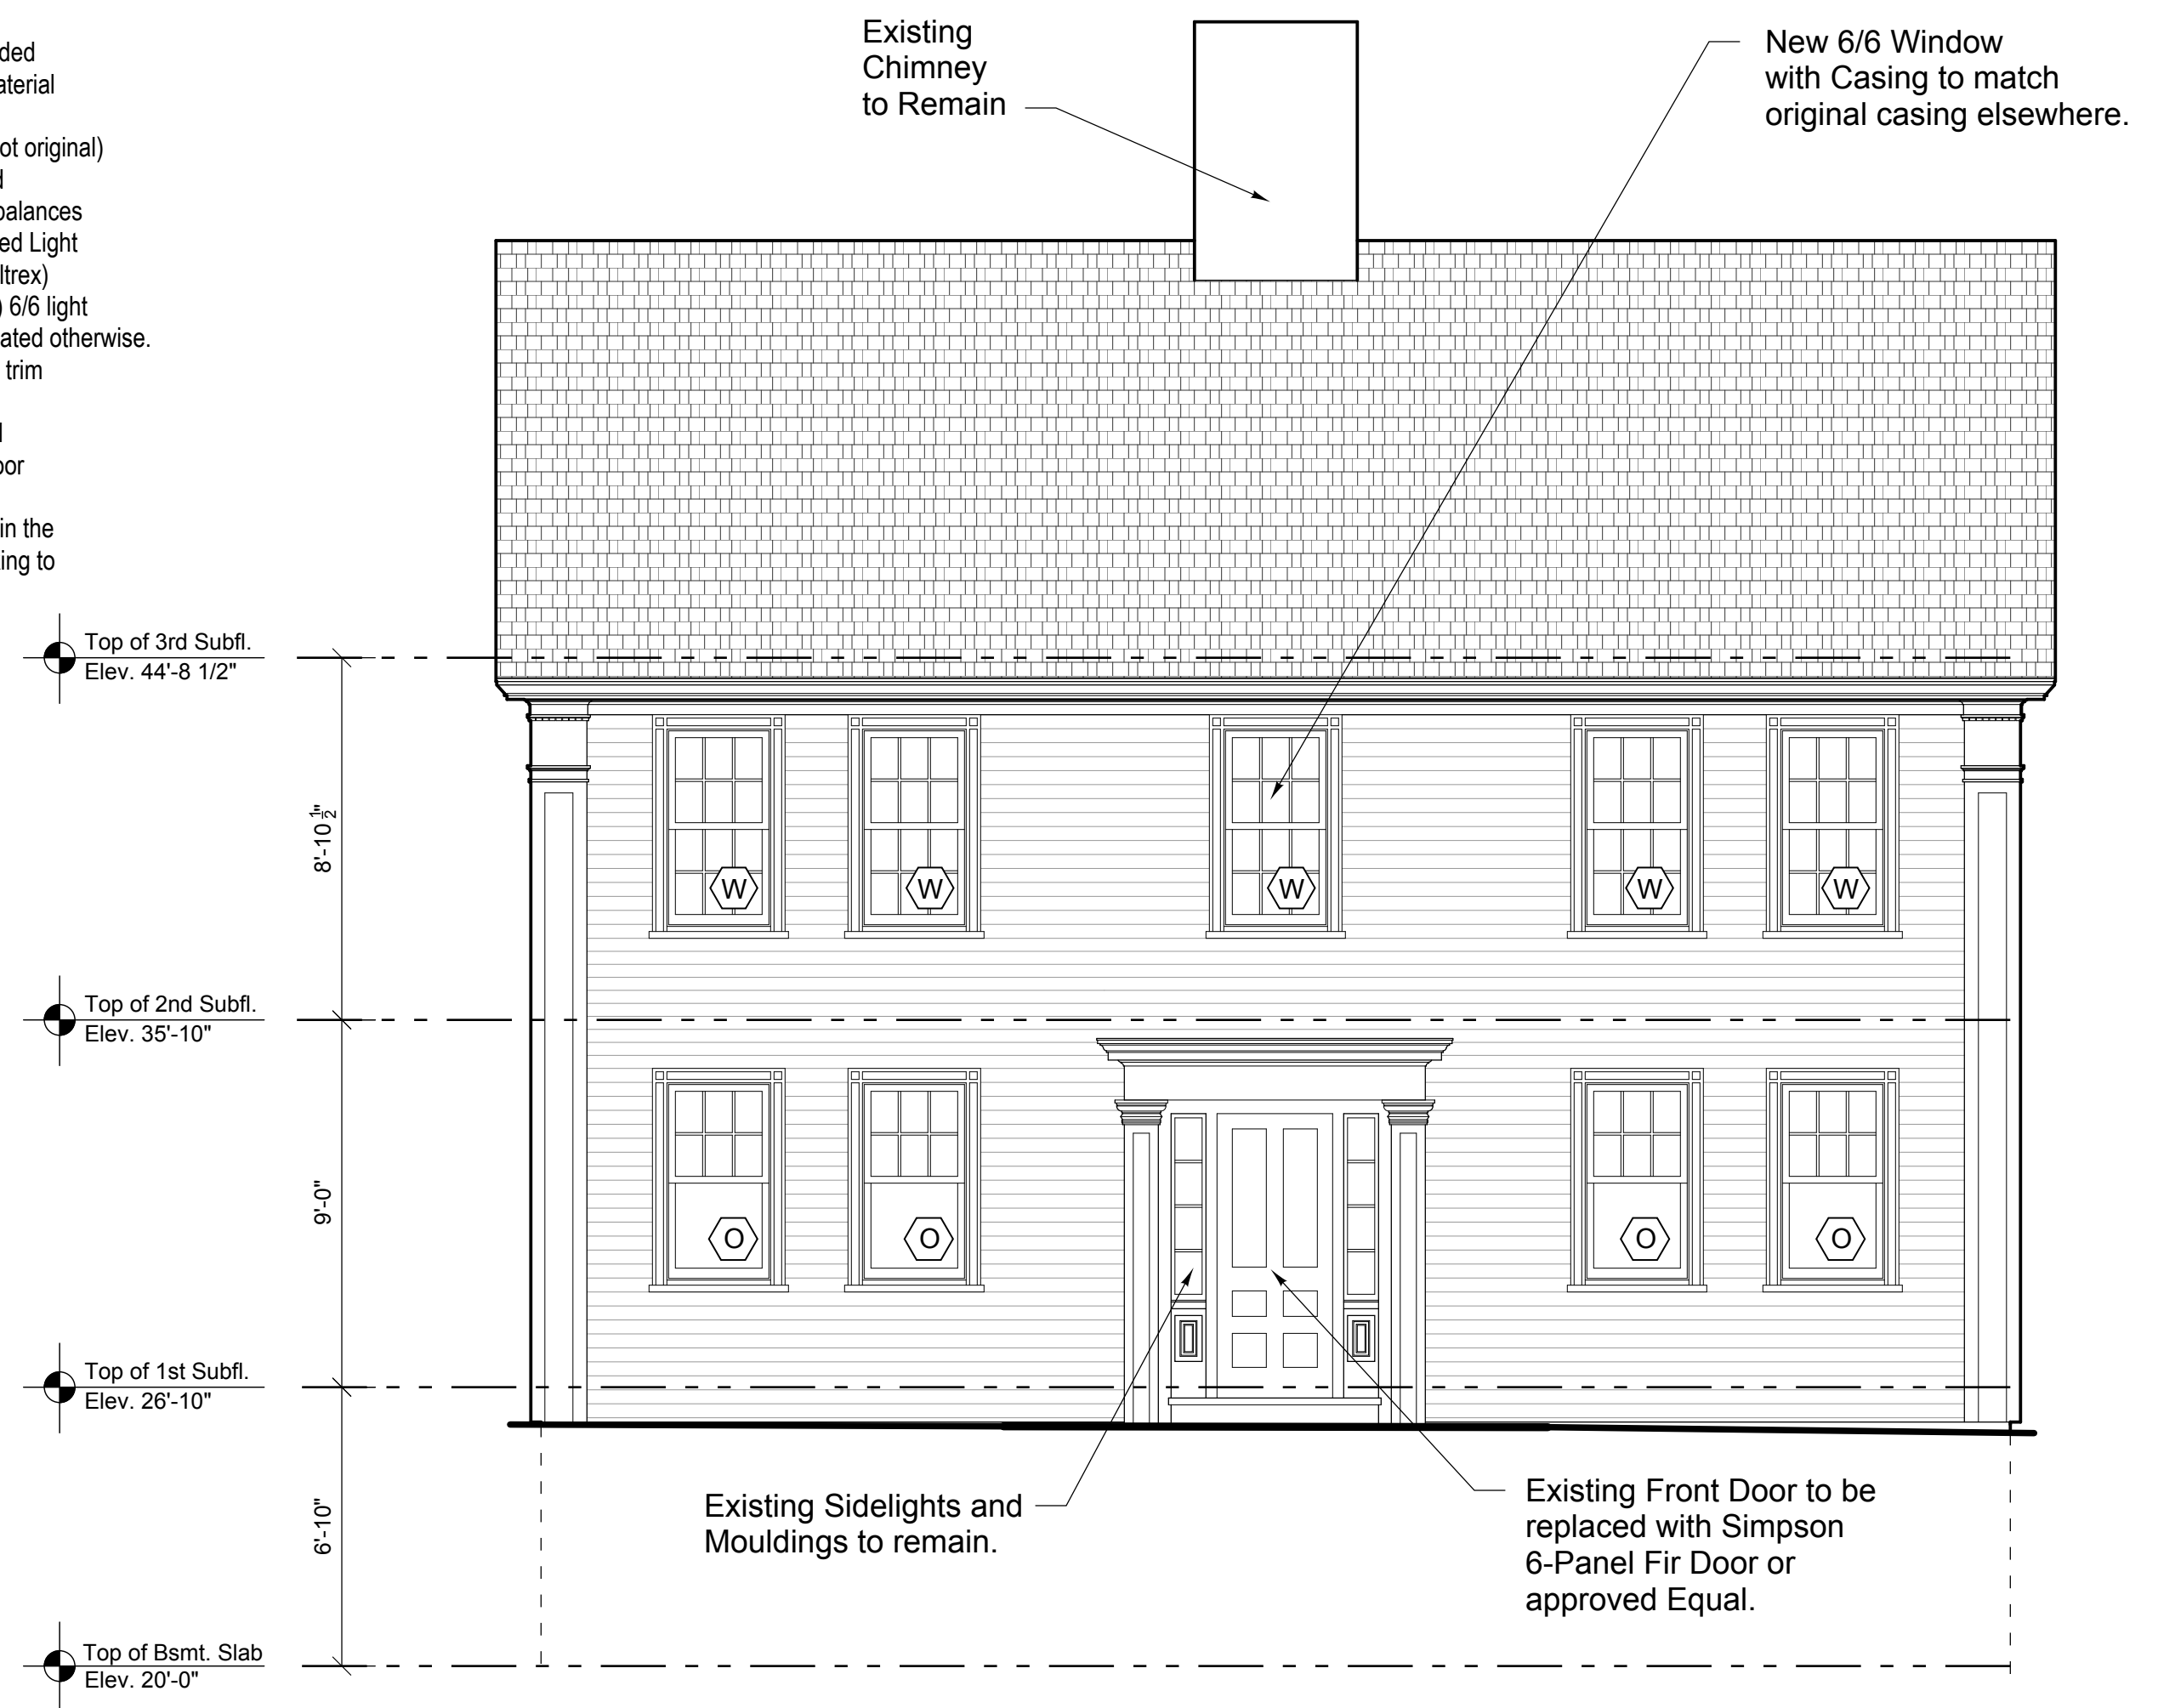 ded
aterial
ot original)
d
balances
ed Light
ltrex)
) 6/6 light
ated otherwise.
trim
d
oor
in the
ing to
Existing
Chimney
to Remain
New 6/6 Window
with Casing to match
original casing elsewhere.
Top of 3rd Subfl.
Elev. 44'-8 1/2"
8'-10 1/2"
W
W
W
W
W
Top of 2nd Subfl.
Elev. 35'-10"
9'-0"
O
O
O
O
Top of 1st Subfl.
Elev. 26'-10"
6'-10"
Existing Sidelights and
Mouldings to remain.
Existing Front Door to be
replaced with Simpson
6-Panel Fir Door or
approved Equal.
Top of Bsmt. Slab
Elev. 20'-0"